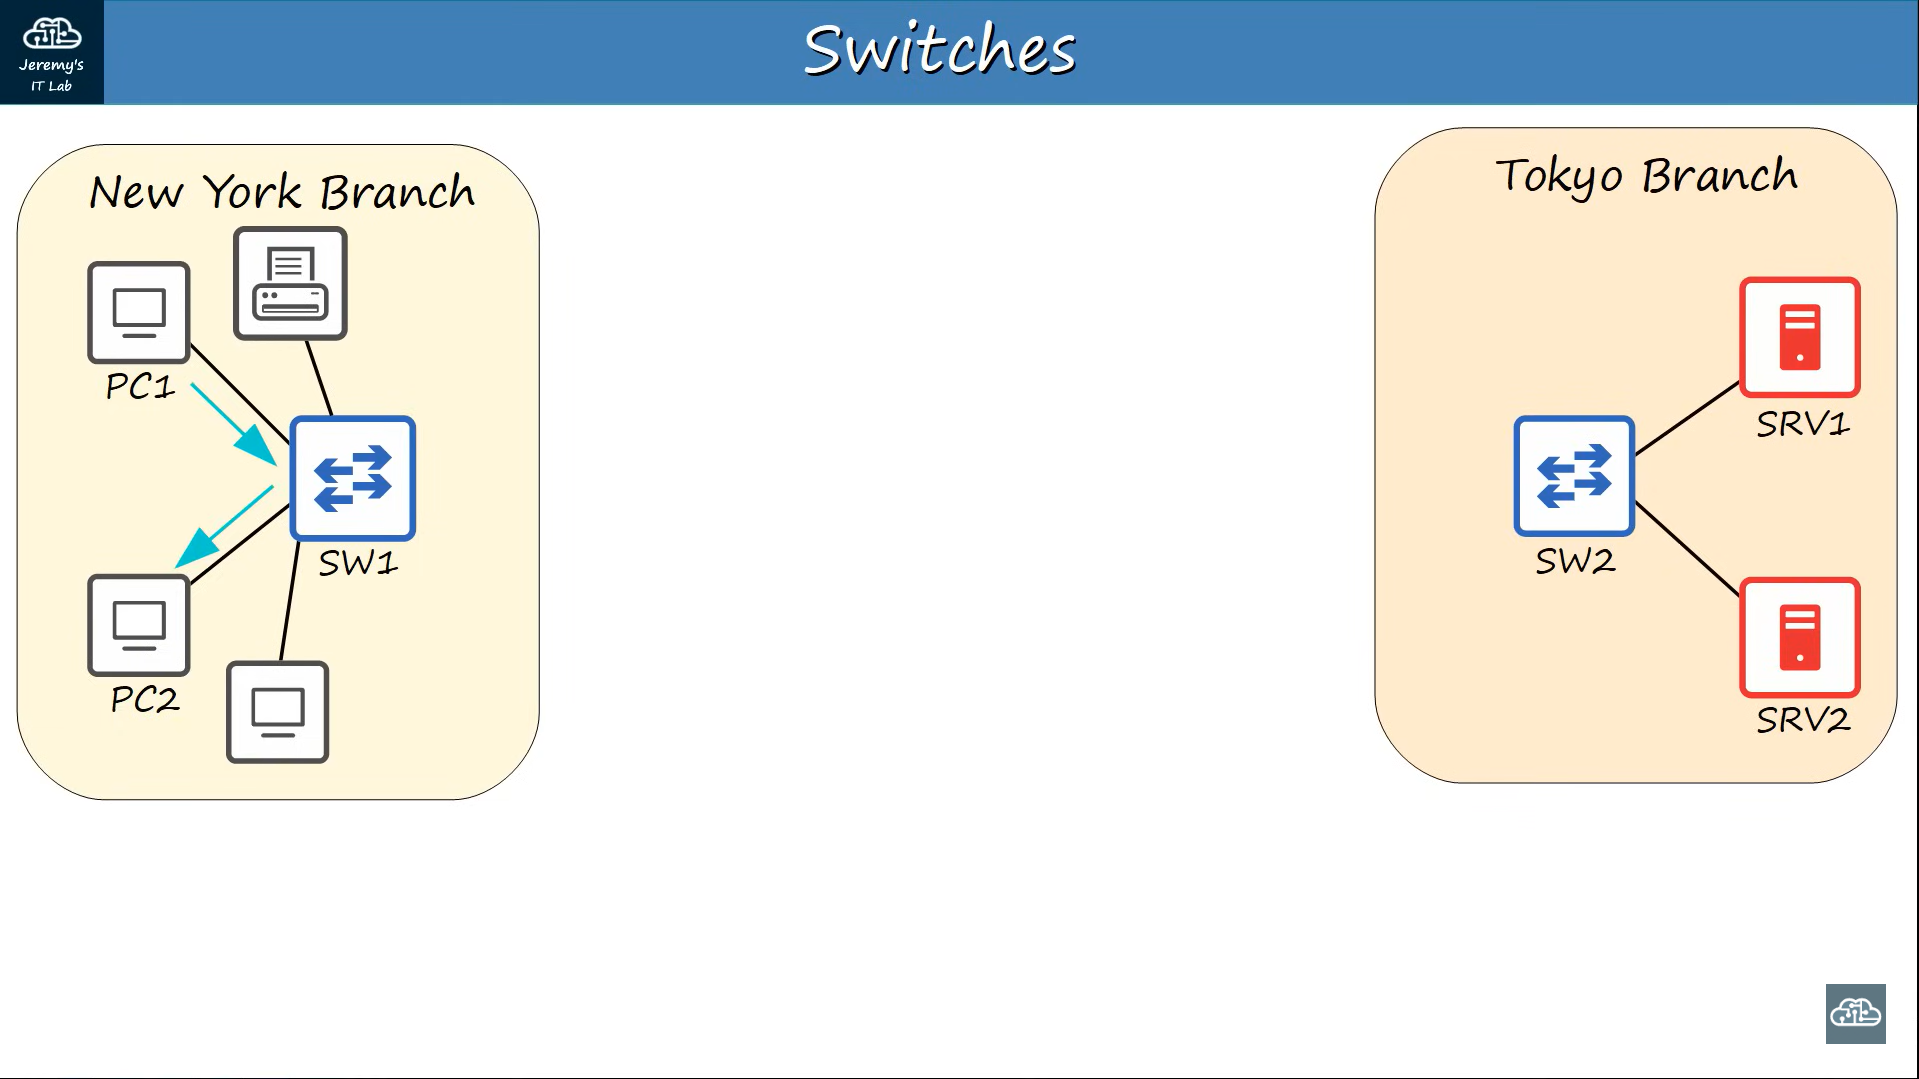 Jeremy's
IT Lab
Switches
New York Branch
PC1
SW1
PC2
Tokyo Branch
SRV1
SW2
SRV2